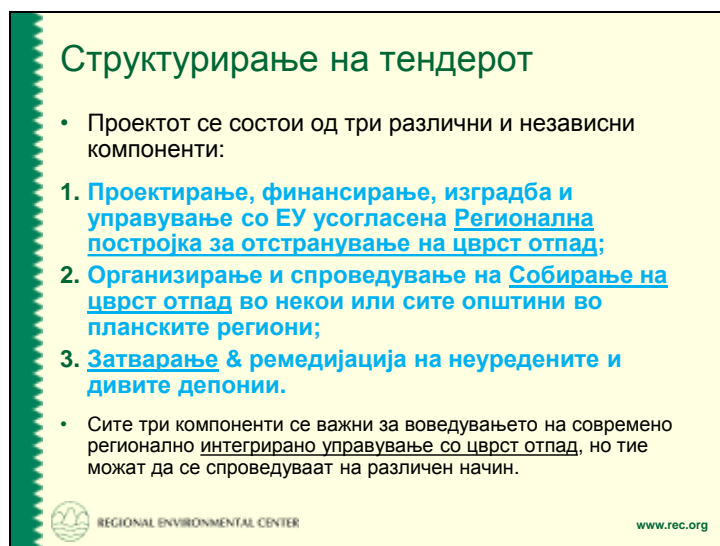 Структурирање на тендерот
• Проектот се состои од три различни и независни
компоненти:
1. Проектирање, финансирање, изградба и
управување со ЕУ усогласена Регионална
постројка за отстранување на цврст отпад;
2. Организирање и спроведување на Собирање на
цврст отпад во некои или сите општини во
планските региони;
3. Затварање & ремедијација на неуредените и
дивите депонии.
• Сите три компоненти се важни за воведувањето на современо
регионално интегрирано управување со цврст отпад, но тие
можат да се спроведуваат на различен начин.
REGIONAL ENVIRONMENTAL CENTER
www.rec.org